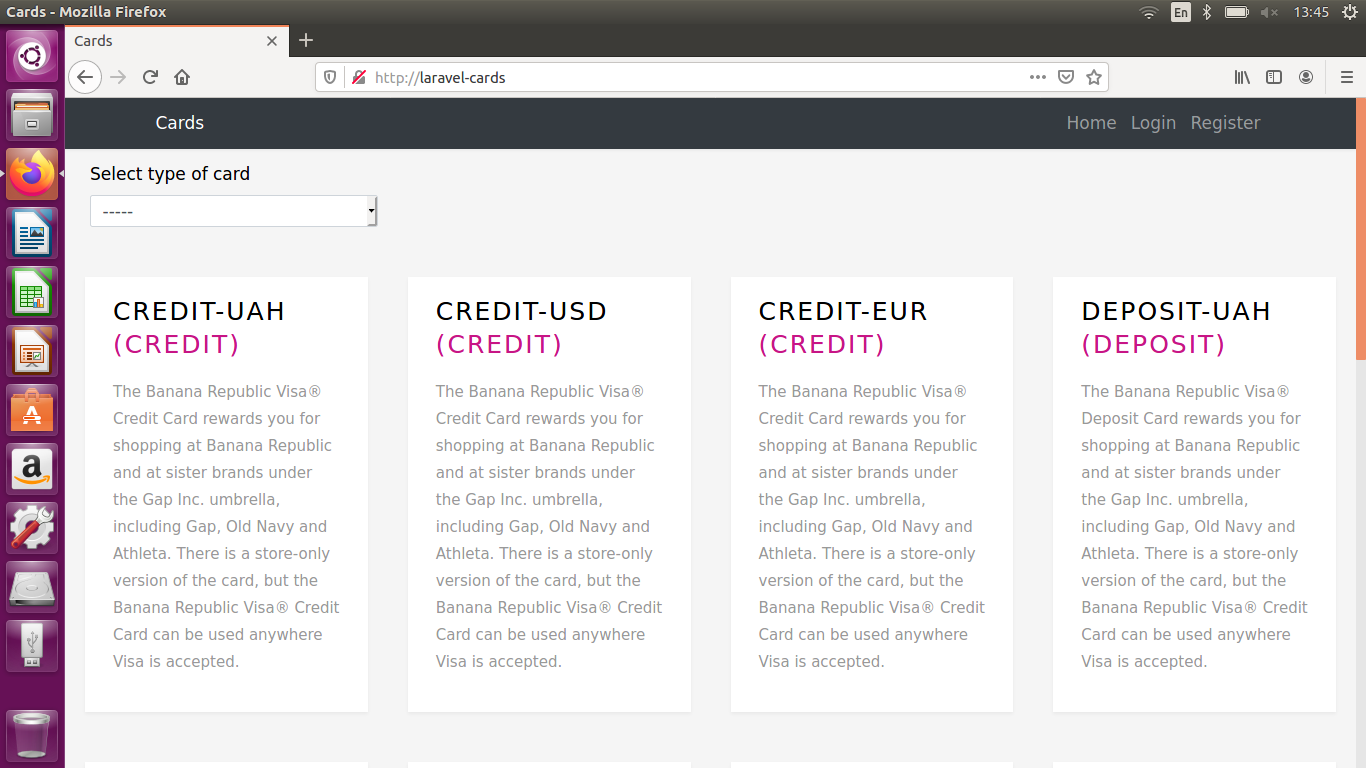 Cards - Mozilla Firefox
En
13:45
Cards
http://laravel-cards
Cards
Home Login Register
Select type of card
-----
CREDIT-UAH
(CREDIT)
The Banana Republic Visa®
Credit Card rewards you for
shopping at Banana Republic
and at sister brands under
the Gap Inc. umbrella,
including Gap, Old Navy and
Athleta. There is a store-only
version of the card, but the
Banana Republic Visa® Credit
Card can be used anywhere
Visa is accepted.
CREDIT-USD
(CREDIT)
The Banana Republic Visa®
Credit Card rewards you for
shopping at Banana Republic
and at sister brands under
the Gap Inc. umbrella,
including Gap, Old Navy and
Athleta. There is a store-only
version of the card, but the
Banana Republic Visa® Credit
Card can be used anywhere
Visa is accepted.
CREDIT-EUR
(CREDIT)
The Banana Republic Visa®
Credit Card rewards you for
shopping at Banana Republic
and at sister brands under
the Gap Inc. umbrella,
including Gap, Old Navy and
Athleta. There is a store-only
version of the card, but the
Banana Republic Visa® Credit
Card can be used anywhere
Visa is accepted.
DEPOSIT-UAH
(DEPOSIT)
The Banana Republic Visa®
Deposit Card rewards you for
shopping at Banana Republic
and at sister brands under
the Gap Inc. umbrella,
including Gap, Old Navy and
Athleta. There is a store-only
version of the card, but the
Banana Republic Visa® Credit
Card can be used anywhere
Visa is accepted.